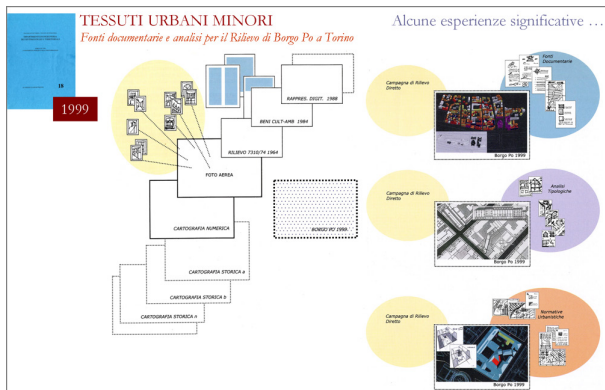 TESSUTI URBANI MINORI
Fonti documentarie e analisi per il Rilievo di Borgo Po a Torino
Alcune esperienze significative ...
18
1999
RAPPRES. DIGIT. 1988
BENI CULT-AMB 1984
RILIEVO 7310/74 1964
FOTO AEREA
CARTOGRAFIA NUMERICA
BORGO PO 1999
CARTOGRAFIA STORICA a
CARTOGRAFIA STORICA b
CARTOGRAFIA STORICA n
Campagna di Rilievo
Diretto
Fonti
Documentarie
Borgo Po 1999
Campagna di Rilievo
Diretto
Analisi
Tipologiche
Borgo Po 1999
Campagna di Rilievo
Diretto
Normative
Urbanistiche
Borgo Po 1999